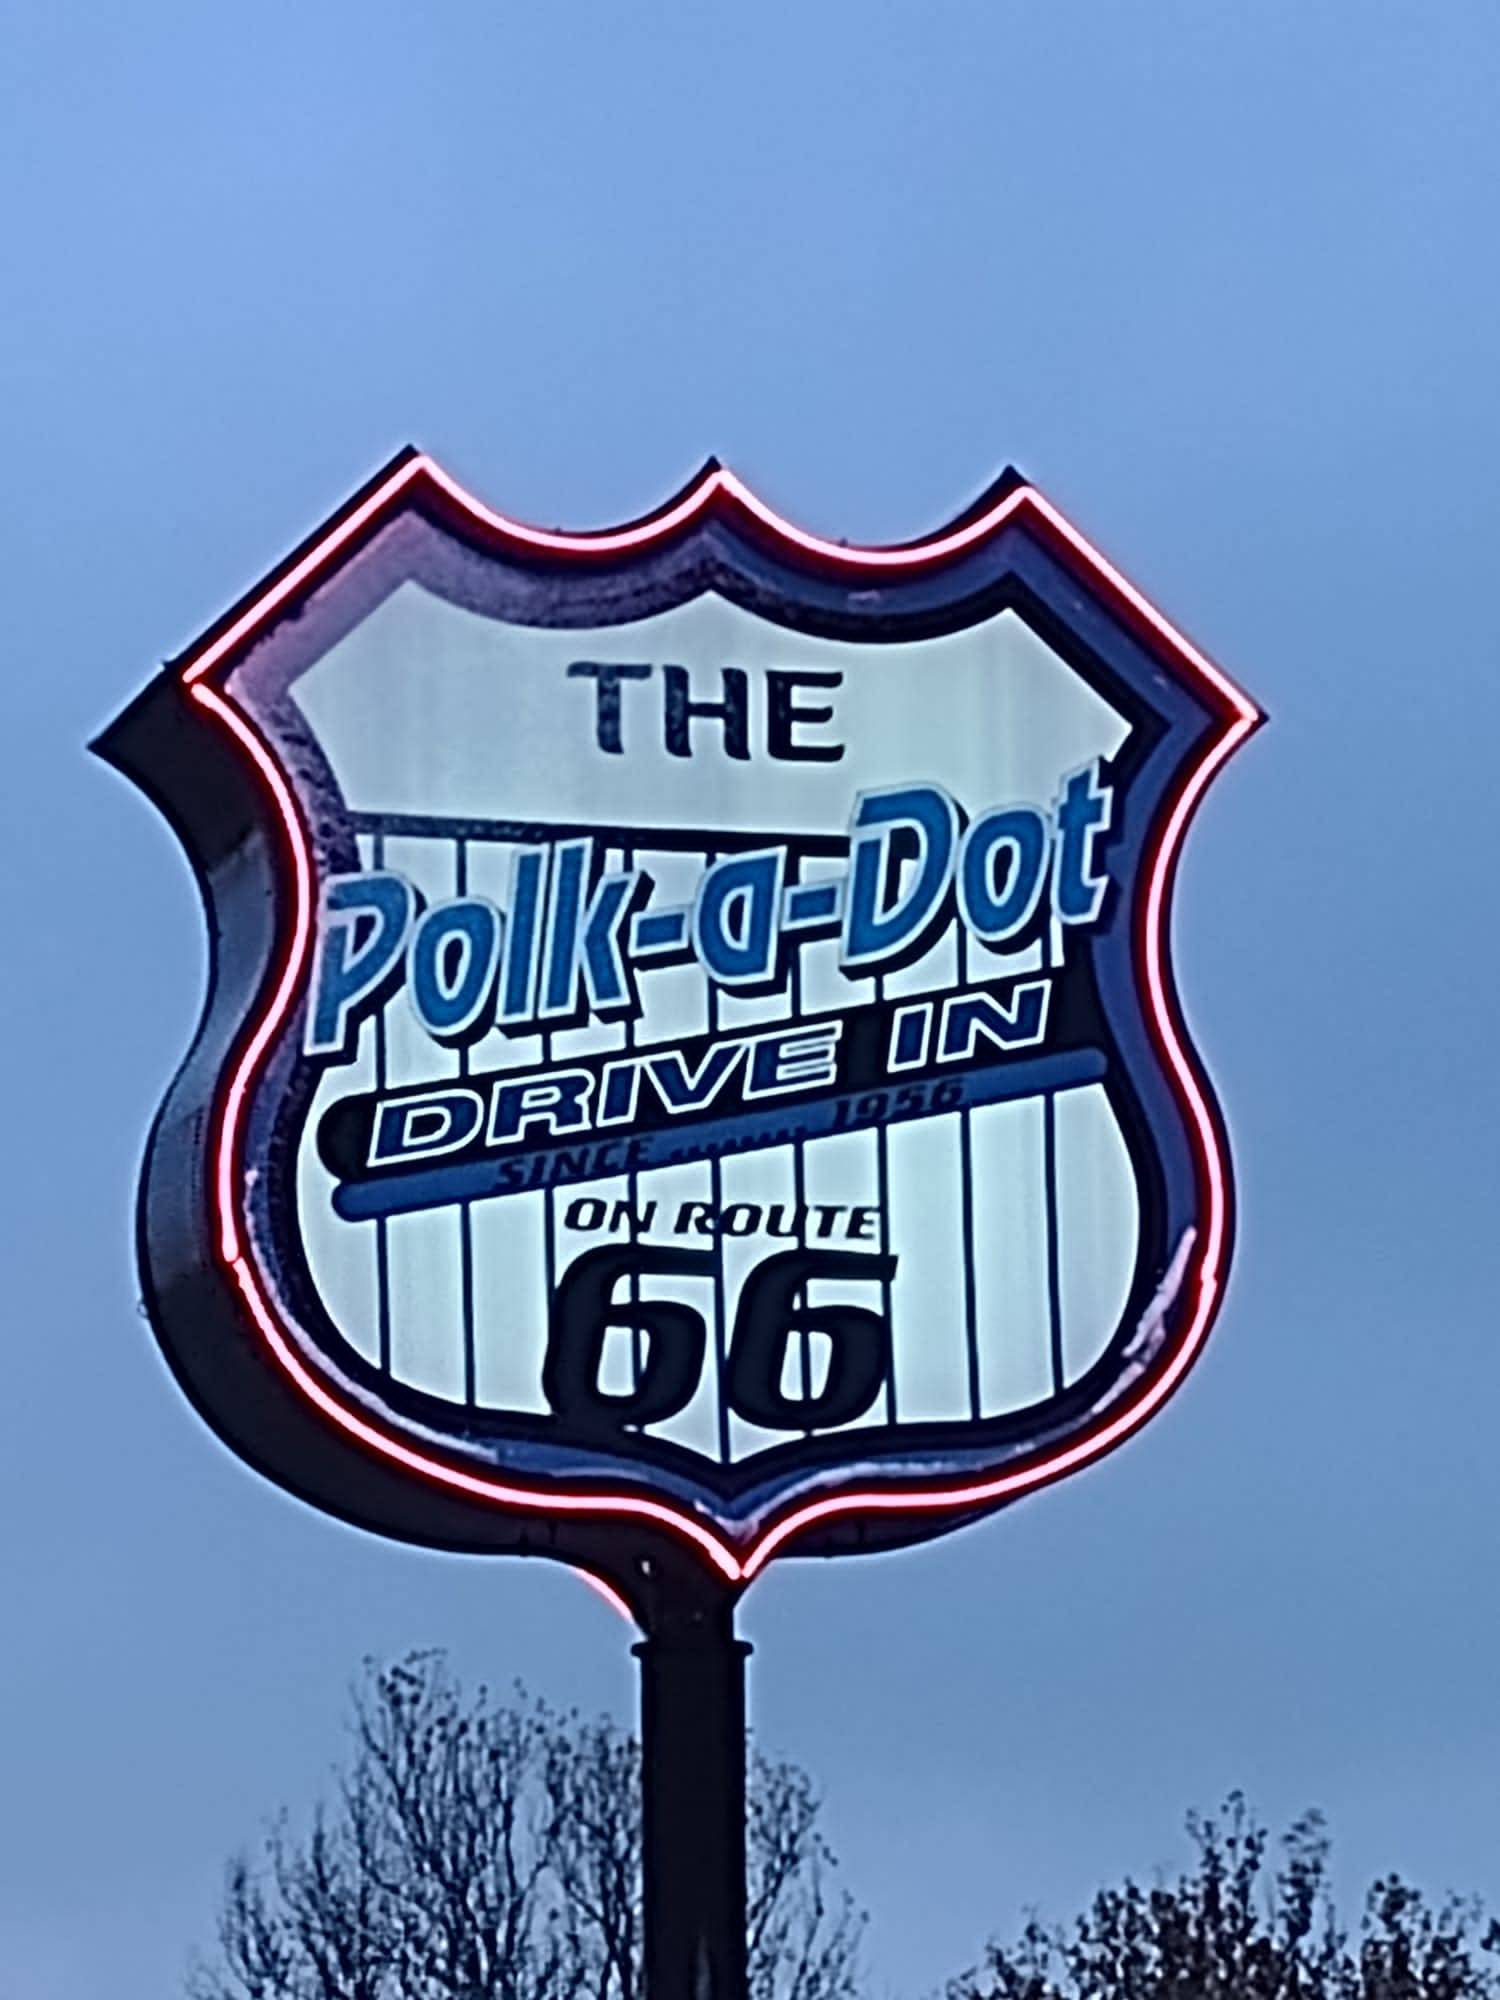 THE
Polk-a-Dot
DRIVE IN
SINCE ........ 1956
ON ROUTE
66